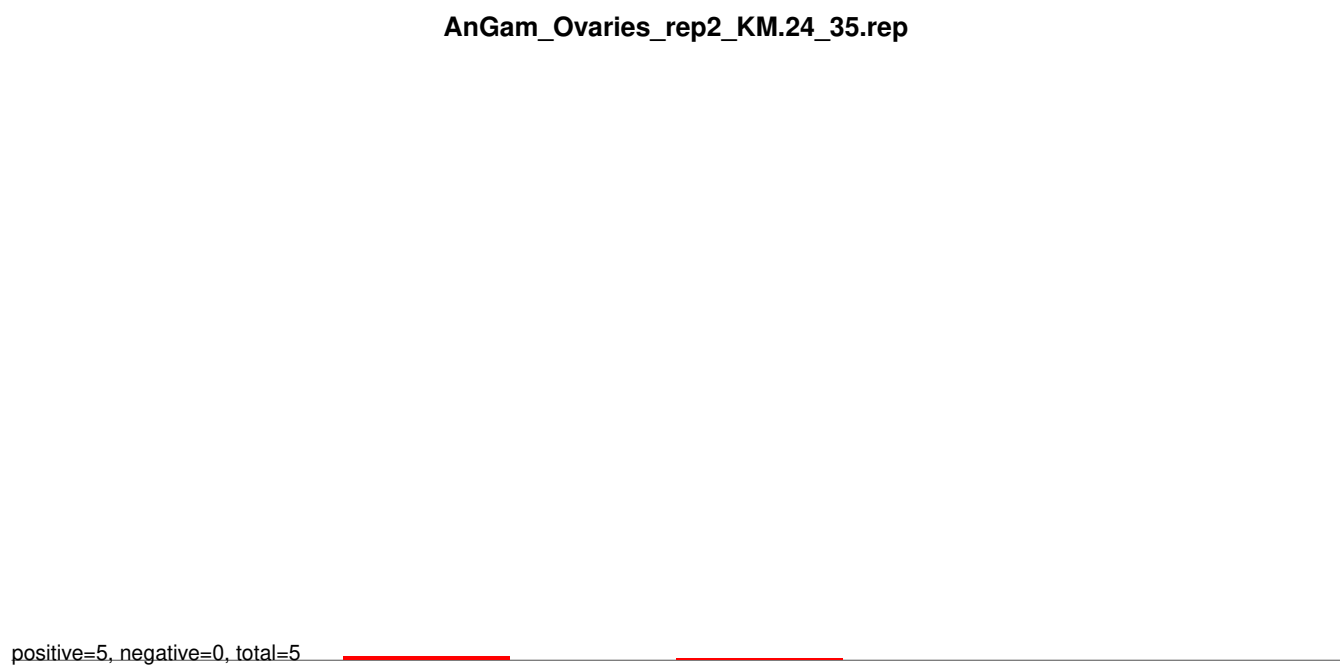 AnGam_Ovaries_rep2_KM.24_35.rep
positive=5, negative=0, total=5